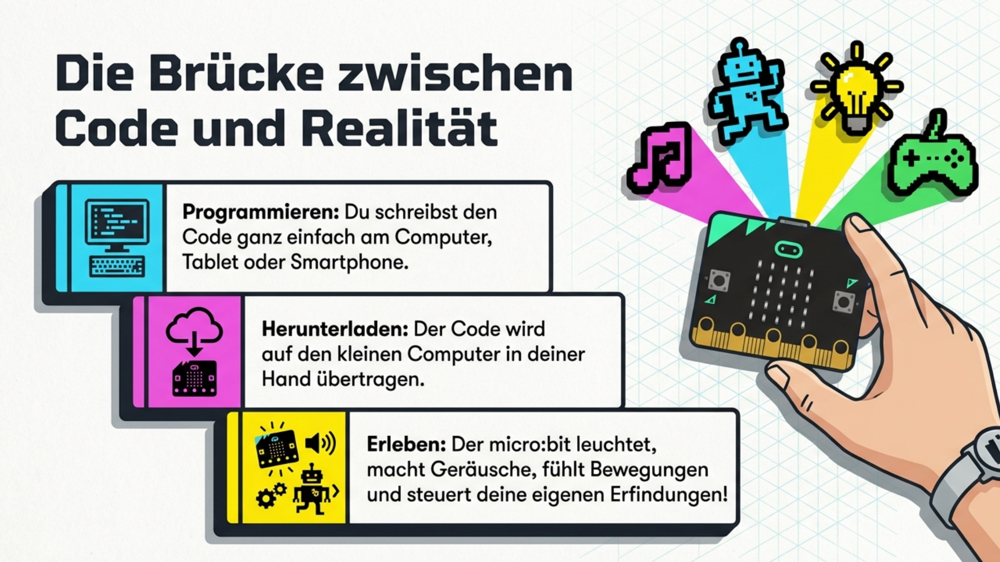 Die Brücke zwischen
Code und Realität
Programmieren: Du schreibst den
Code ganz einfach am Computer,
Tablet oder Smartphone.
Herunterladen: Der Code wird
auf den kleinen Computer in deiner
Hand übertragen.
Erleben: Der micro:bit leuchtet,
macht Geräusche, fühlt Bewegungen
und steuert deine eigenen Erfindungen!